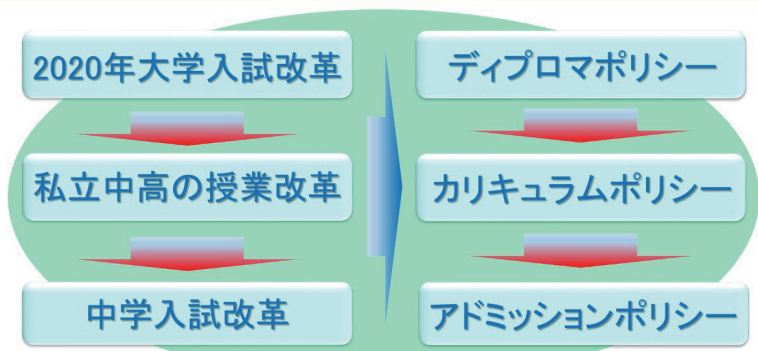 2020年大学入試改革
私立中高の授業改革
中学入試改革
ディプロマポリシー
カリキュラムポリシー
アドミッションポリシー